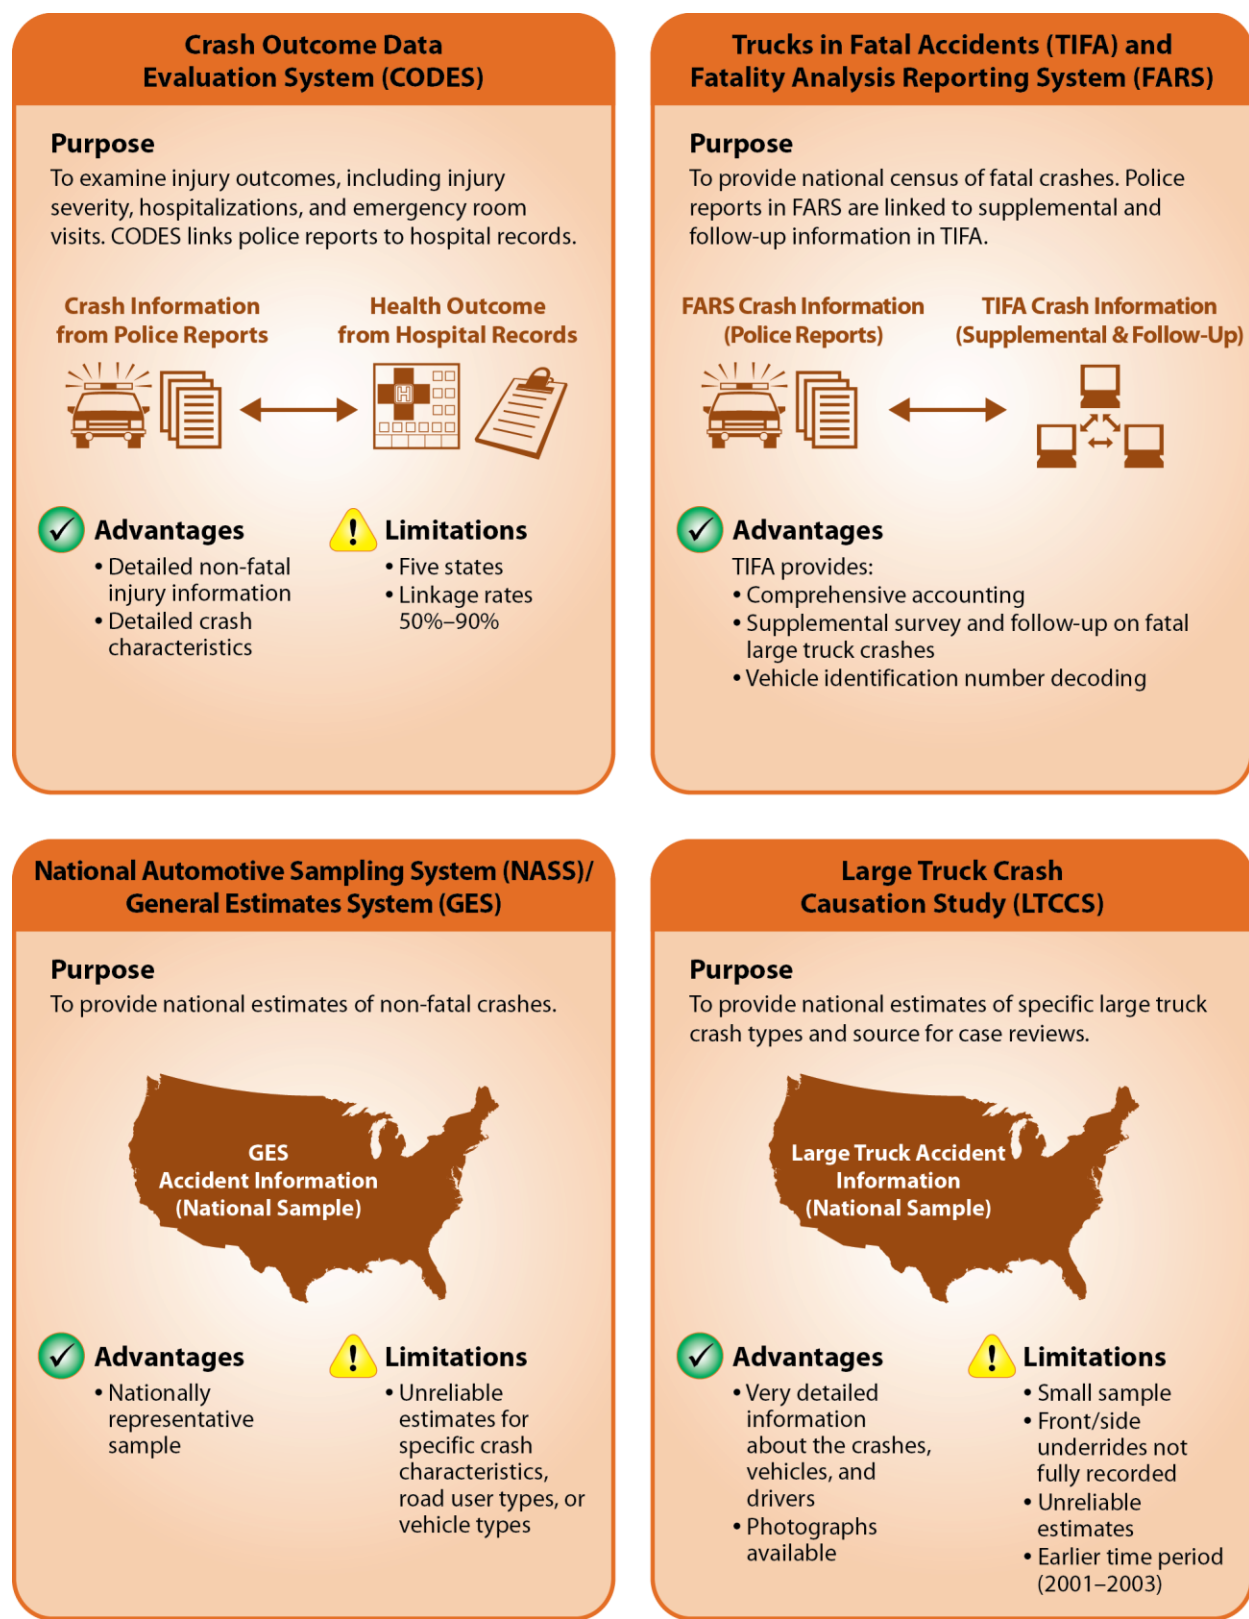 Crash Outcome Data
Evaluation System (CODES)
Purpose
To examine injury outcomes, including injury
severity, hospitalizations, and emergency room
visits. CODES links police reports to hospital records.
Crash Information
from Police Reports
Health Outcome
from Hospital Records
H
Advantages
• Detailed non-fatal
injury information
• Detailed crash
characteristics
! Limitations
• Five states
• Linkage rates
50%–90%
Trucks in Fatal Accidents (TIFA) and
Fatality Analysis Reporting System (FARS)
Purpose
To provide national census of fatal crashes. Police
reports in FARS are linked to supplemental and
follow-up information in TIFA.
FARS Crash Information
(Police Reports)
TIFA Crash Information
(Supplemental & Follow-Up)
Advantages
TIFA provides:
• Comprehensive accounting
• Supplemental survey and follow-up on fatal
large truck crashes
• Vehicle identification number decoding
National Automotive Sampling System (NASS)/
General Estimates System (GES)
Purpose
To provide national estimates of non-fatal crashes.
GES
Accident Information
(National Sample)
Advantages
• Nationally
representative
sample
! Limitations
• Unreliable
estimates for
specific crash
characteristics,
road user types, or
vehicle types
Large Truck Crash
Causation Study (LTCCS)
Purpose
To provide national estimates of specific large truck
crash types and source for case reviews.
Large Truck Accident
Information
(National Sample)
Advantages
• Very detailed
information
about the crashes,
vehicles, and
drivers
• Photographs
available
! Limitations
• Small sample
• Front/side
underrides not
fully recorded
• Unreliable
estimates
• Earlier time period
(2001–2003)